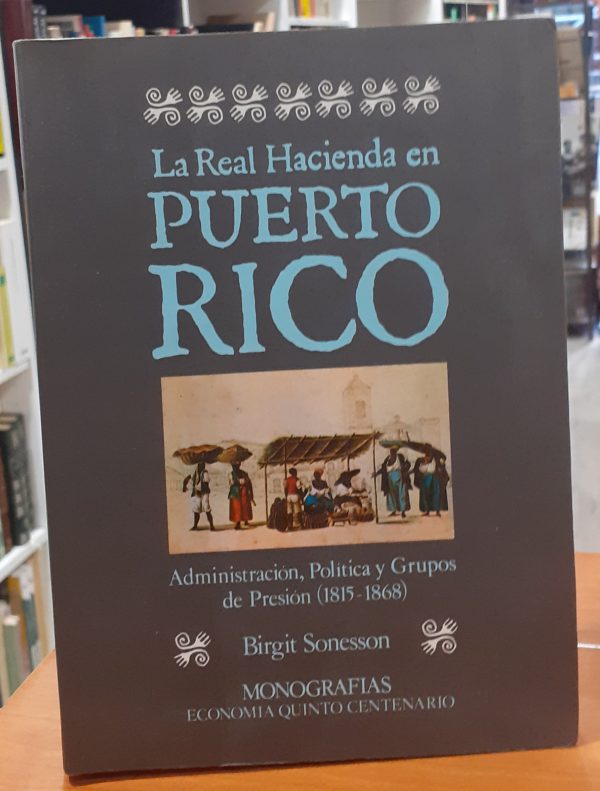 La Real Hacienda en
PUERTO
RICO
Administración, Política y Grupos
de Presión (1815-1868)
Birgit Sonesson
MONOGRAFIAS
ECONOMIA QUINTO CENTENARIO